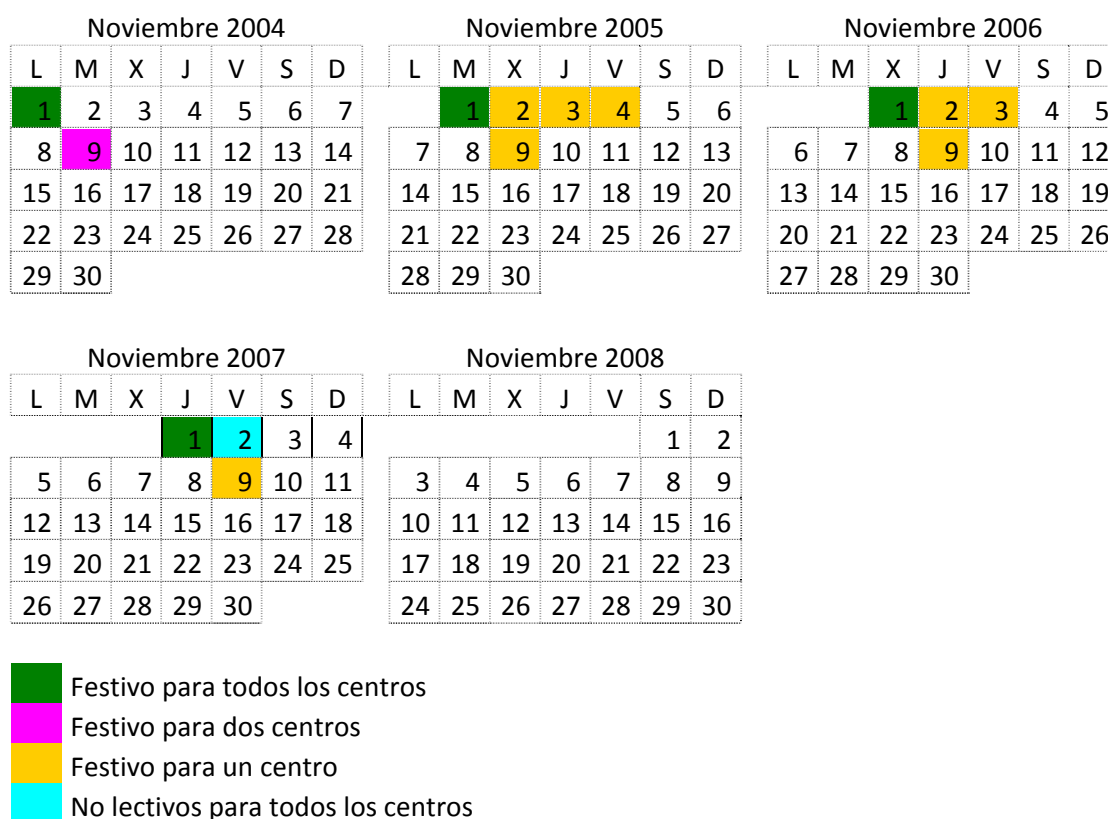 Noviembre 2004 Noviembre 2005 Noviembre 2006
L M X J V S D L M X J V S D L M X J V S D
1 2 3 4 5 6 7 1 2 3 4 5 6 1 2 3 4 5
8 9 10 11 12 13 14 7 8 9 10 11 12 13 6 7 8 9 10 11 12
15 16 17 18 19 20 21 14 15 16 17 18 19 20 13 14 15 16 17 18 19
22 23 24 25 26 27 28 21 22 23 24 25 26 27 20 21 22 23 24 25 26
29 30 28 29 30 27 28 29 30
Noviembre 2007 Noviembre 2008
L M X J V S D L M X J V S D
1 2 3 4 1 2
5 6 7 8 9 10 11 3 4 5 6 7 8 9
12 13 14 15 16 17 18 10 11 12 13 14 15 16
19 20 21 22 23 24 25 17 18 19 20 21 22 23
26 27 28 29 30 24 25 26 27 28 29 30
Festivo para todos los centros
Festivo para dos centros
Festivo para un centro
No lectivos para todos los centros